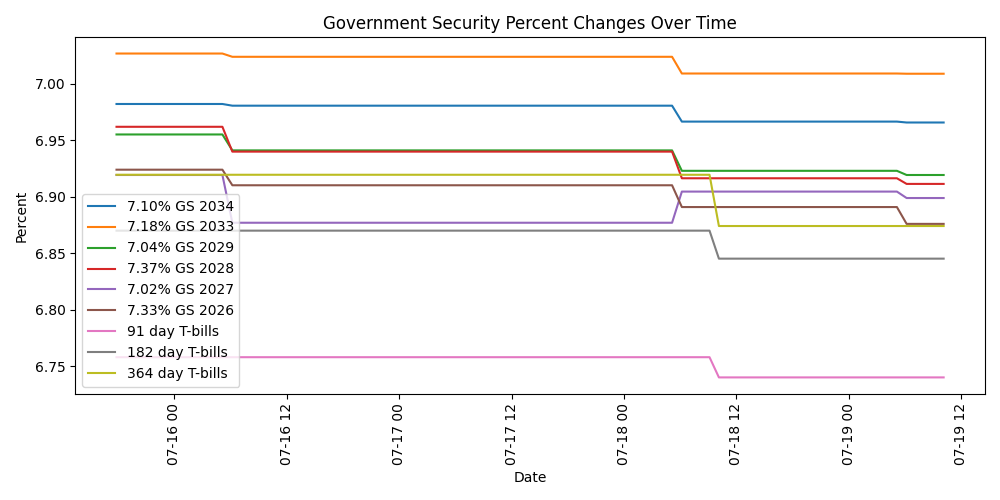 Government Security Percent Changes Over Time
Percent
7.00
6.95
6.90
6.85
6.80
6.75
7.10% GS 2034
7.18% GS 2033
7.04% GS 2029
7.37% GS 2028
7.02% GS 2027
7.33% GS 2026
91 day T-bills
182 day T-bills
364 day T-bills
07-16 00
07-16 12
07-17 00
07-17 12
07-18 00
07-18 12
07-19 00
07-19 12
Date